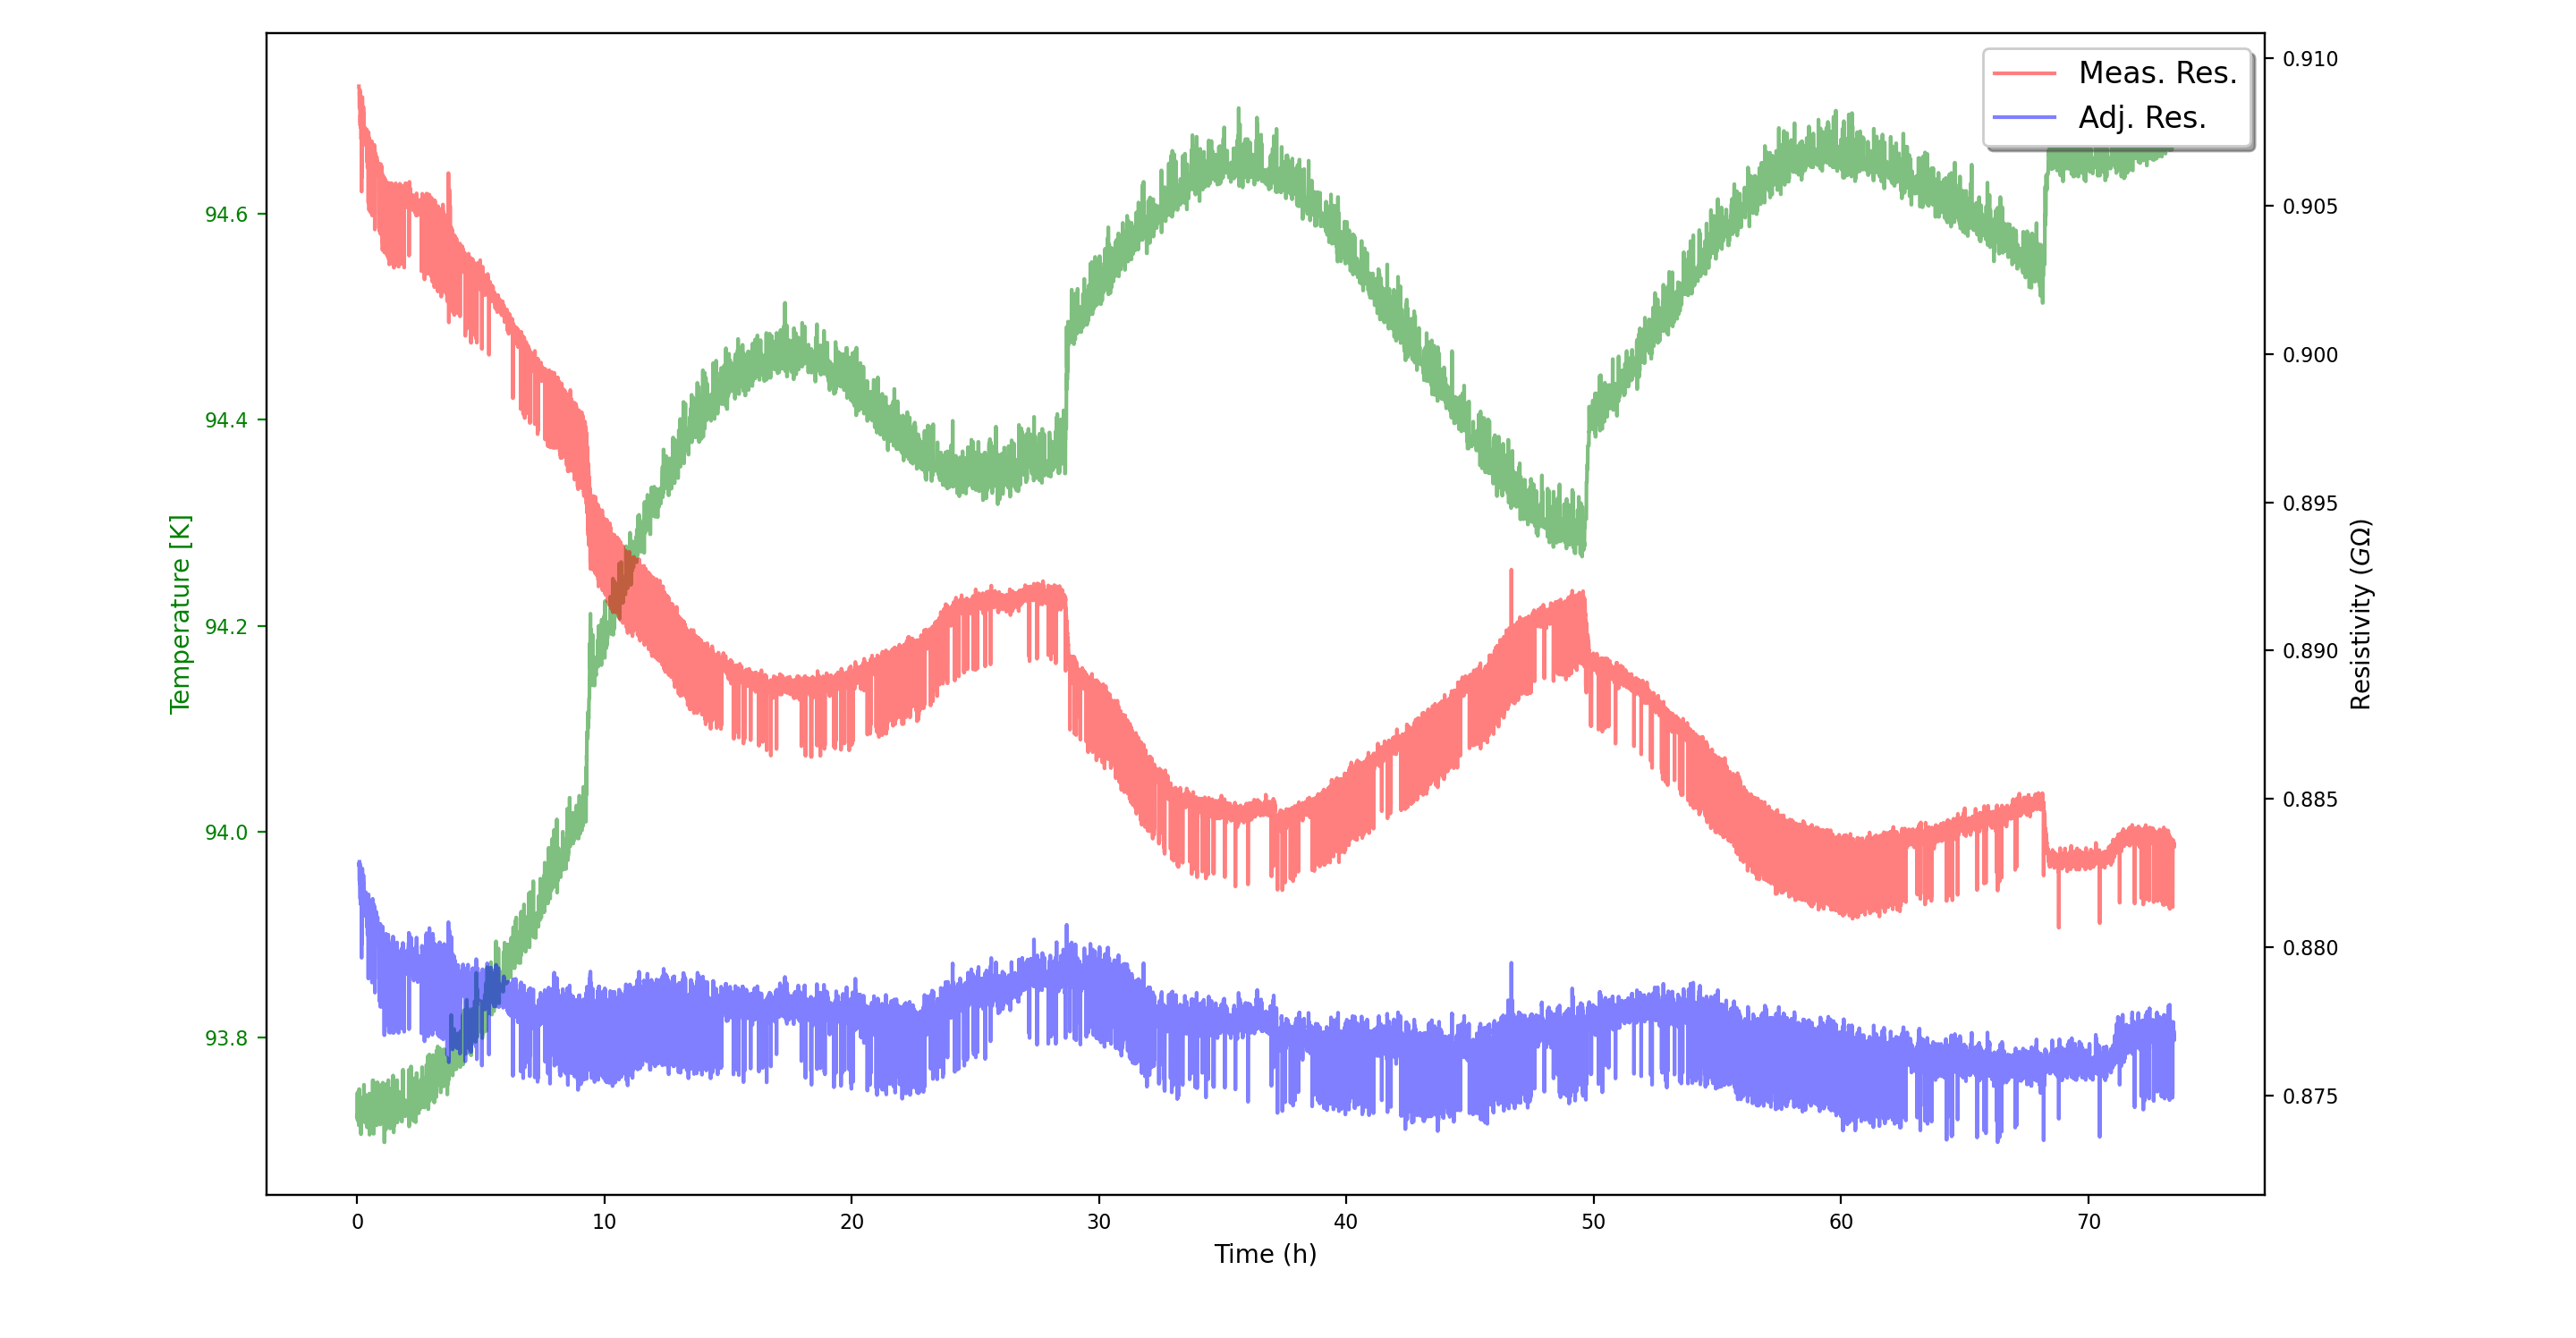 Meas. Res.
Adj. Res.
Temperature [K]
94.6
94.4
94.2
94.0
93.8
0.910
0.905
0.900
0.895
0.890
0.885
0.880
0.875
Resistivity (GΩ)
0 10 20 30 40 50 60 70
Time (h)